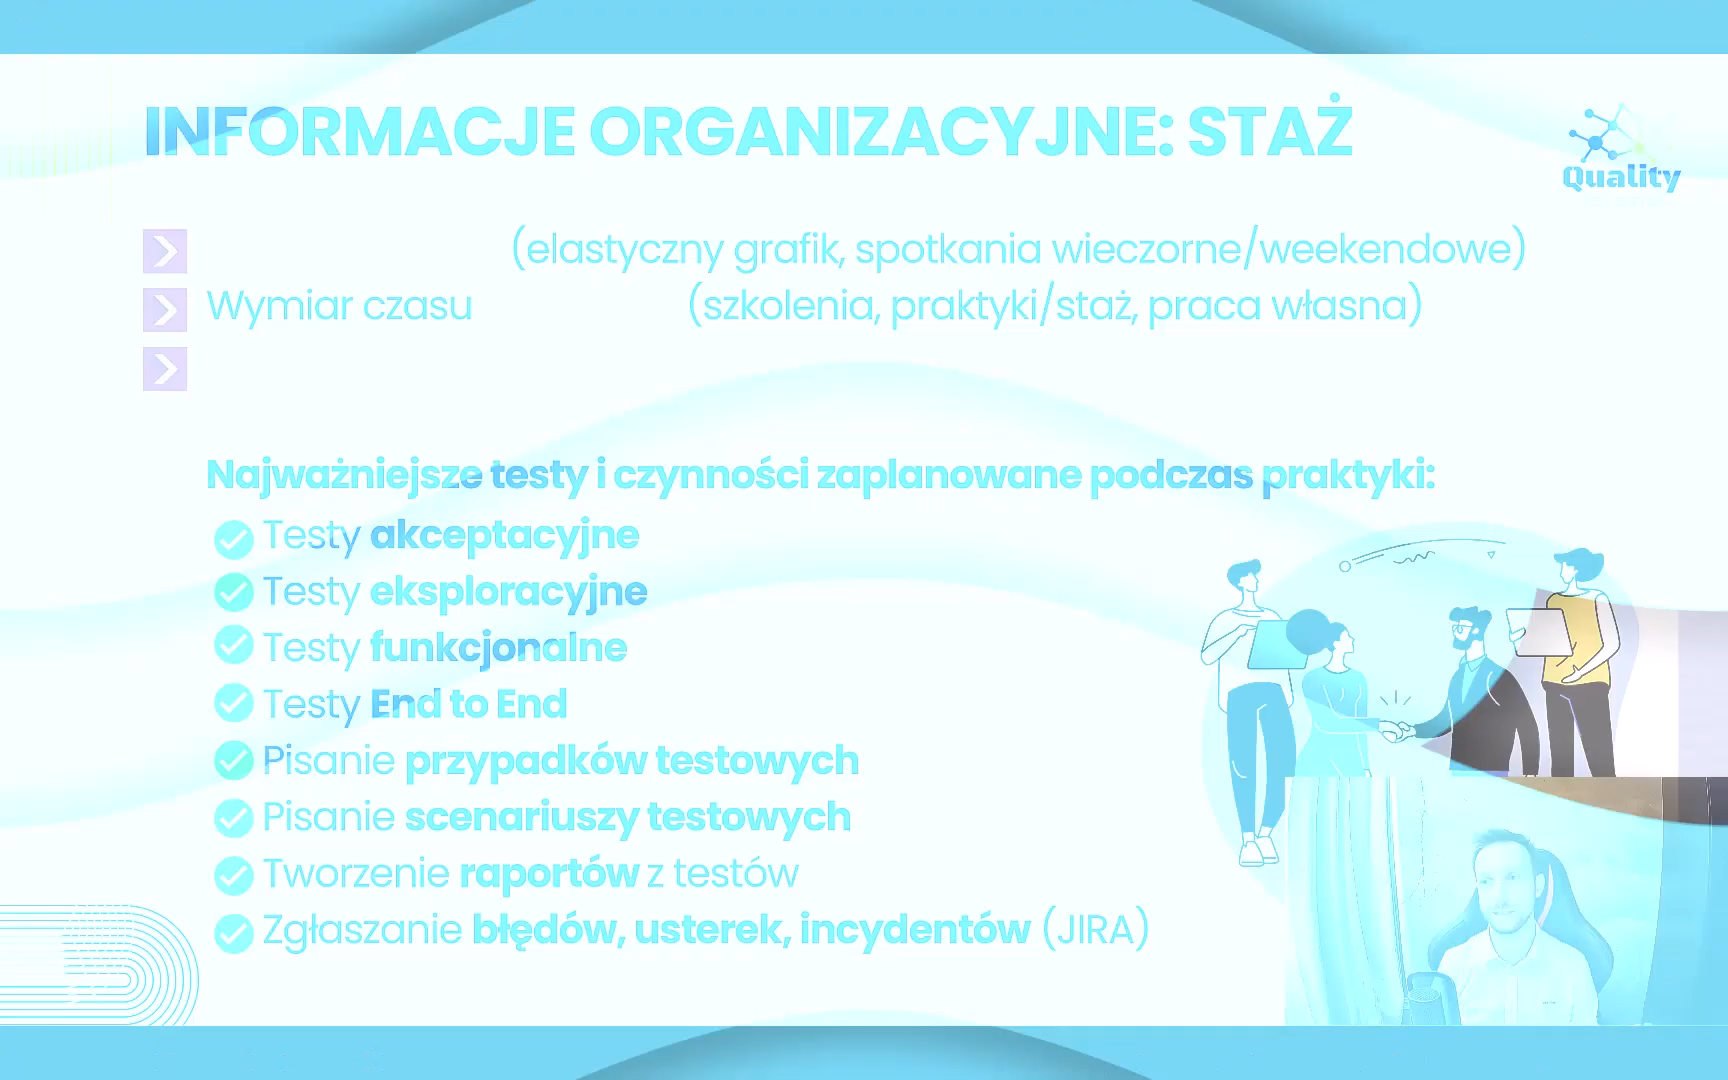 INFORMACJE ORGANIZACYJNE: STAŻ
Quality
(elastyczny grafik, spotkania wieczorne/weekendowe)
Wymiar czasu (szkolenia, praktyki/staż, praca własna)
Najważniejsze testy i czynności zaplanowane podczas praktyki:
Testy akceptacyjne
Testy eksploracyjne
Testy funkcjonalne
Testy End to End
Pisanie przypadków testowych
Pisanie scenariuszy testowych
Tworzenie raportów z testów
Zgłaszanie błędów, usterek, incydentów (JIRA)